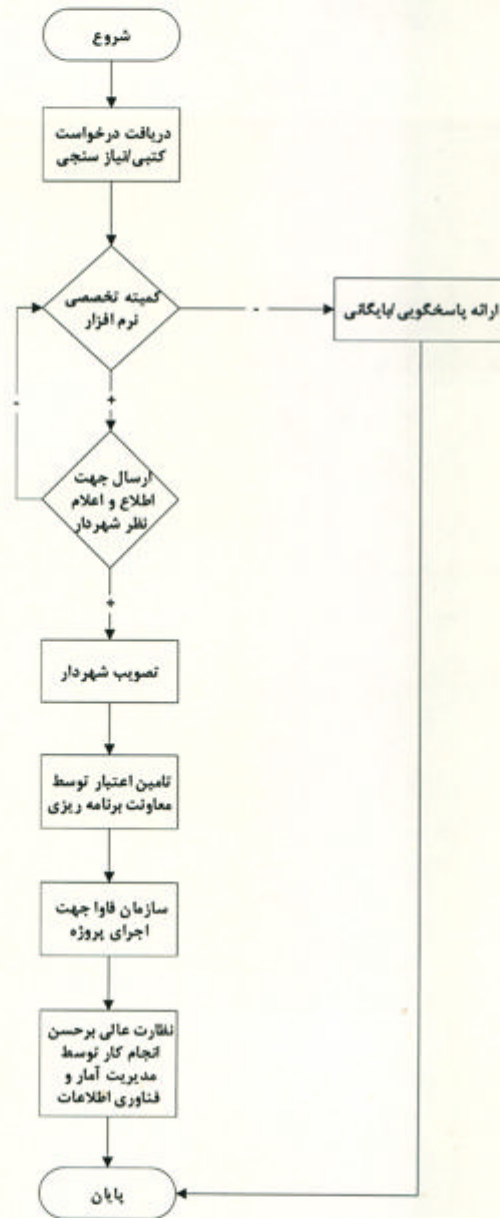 شروع
دریافت درخواست
کتبی/نیاز سنجی
کمیته تخصصی
نرم افزار
-
ارائه پاسخگویی/بایگانی
+
-
ارسال جهت
اطلاع و اعلام
نظر شهردار
+
تصویب شهردار
تامین اعتبار توسط
معاونت برنامه ریزی
سازمان فاوا جهت
اجرای پروژه
نظارت عالی برحسن
انجام کار توسط
مدیریت آمار و
فناوری اطلاعات
پایان